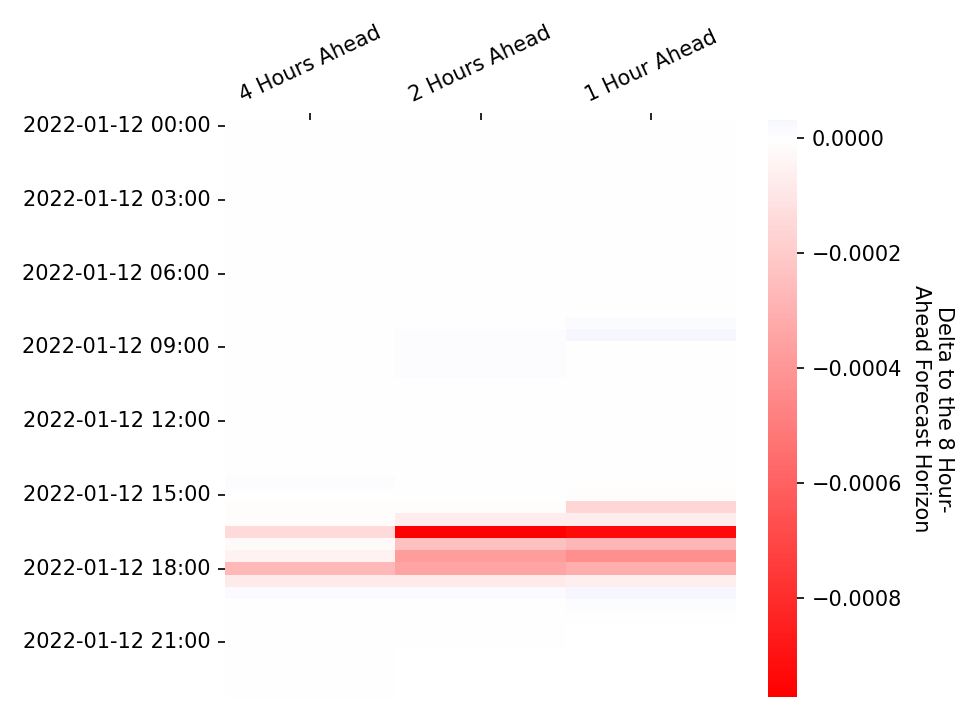 4 Hours Ahead
2 Hours Ahead
1 Hour Ahead
2022-01-12 00:00
2022-01-12 03:00
2022-01-12 06:00
2022-01-12 09:00
2022-01-12 12:00
2022-01-12 15:00
2022-01-12 18:00
2022-01-12 21:00
0.0000
−0.0002
−0.0004
−0.0006
−0.0008
Delta to the 8 Hour-
Ahead Forecast Horizon